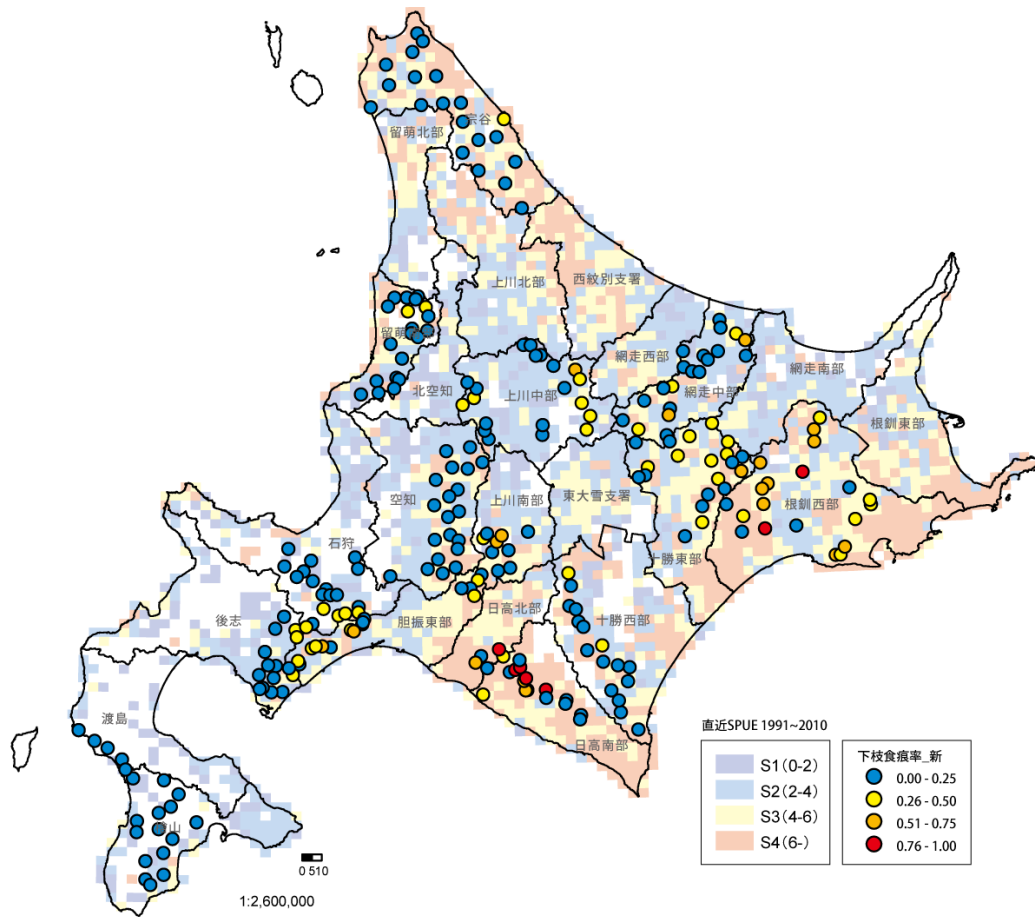 宗谷
留萌北部
上川北部
西紋別支署
留萌
網走西部
網走中部
網走南部
北空知
上川中部
根釧東部
空知
上川南部
東大雪支署
根釧西部
石狩
十勝東部
後志
胆振東部
日高北部
十勝西部
渡島
日高南部
山
直近SPUE 1991~2010
S1(0-2)
S2(2-4)
S3(4-6)
S4(6-)
下枝食痕率_新
0.00 - 0.25
0.26 - 0.50
0.51 - 0.75
0.76 - 1.00
0 510
1:2,600,000